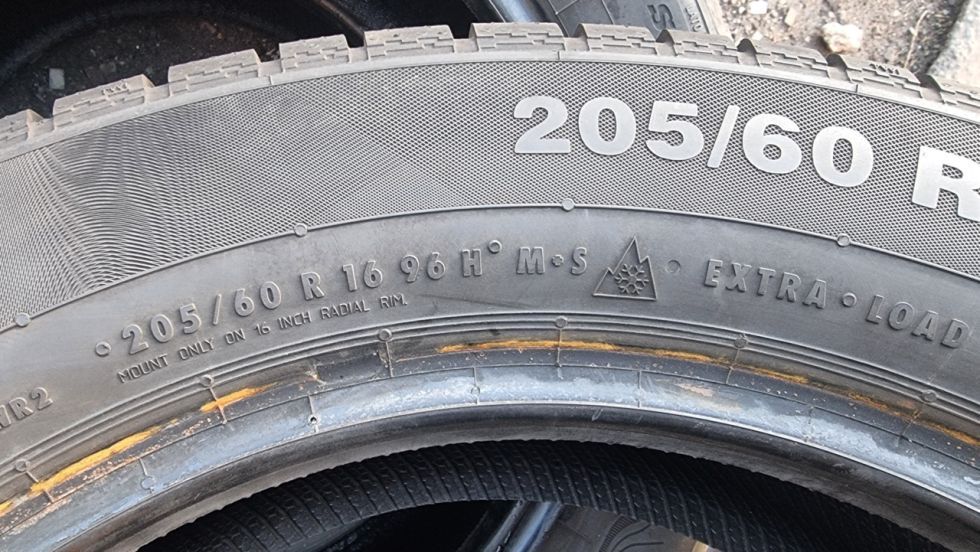 205/60 R
205/60 R 16 96 H M•S EXTRA • LOAD
MOUNT ONLY ON 16 INCH RADIAL RIM.